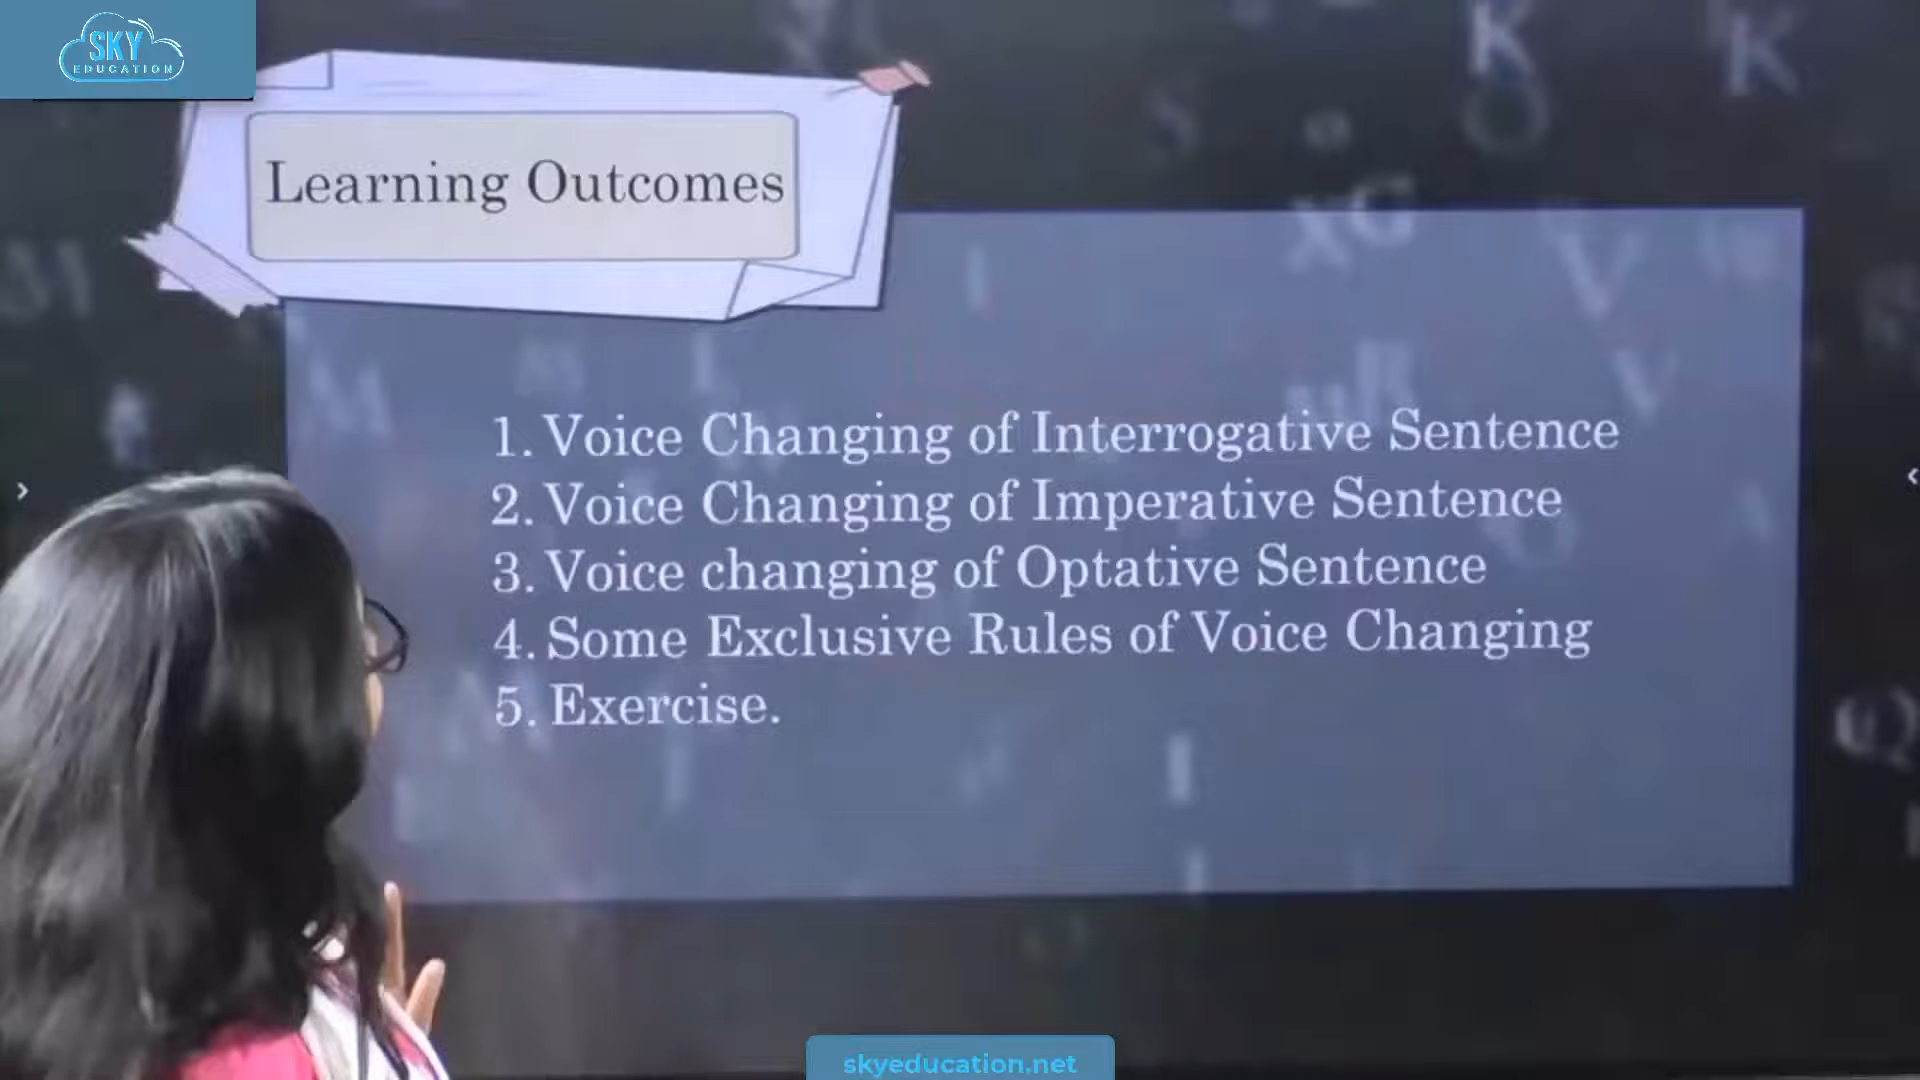 SKY
EDUCATION
Learning Outcomes
1. Voice Changing of Interrogative Sentence
2. Voice Changing of Imperative Sentence
3. Voice changing of Optative Sentence
4. Some Exclusive Rules of Voice Changing
5. Exercise.
skyeducation.net